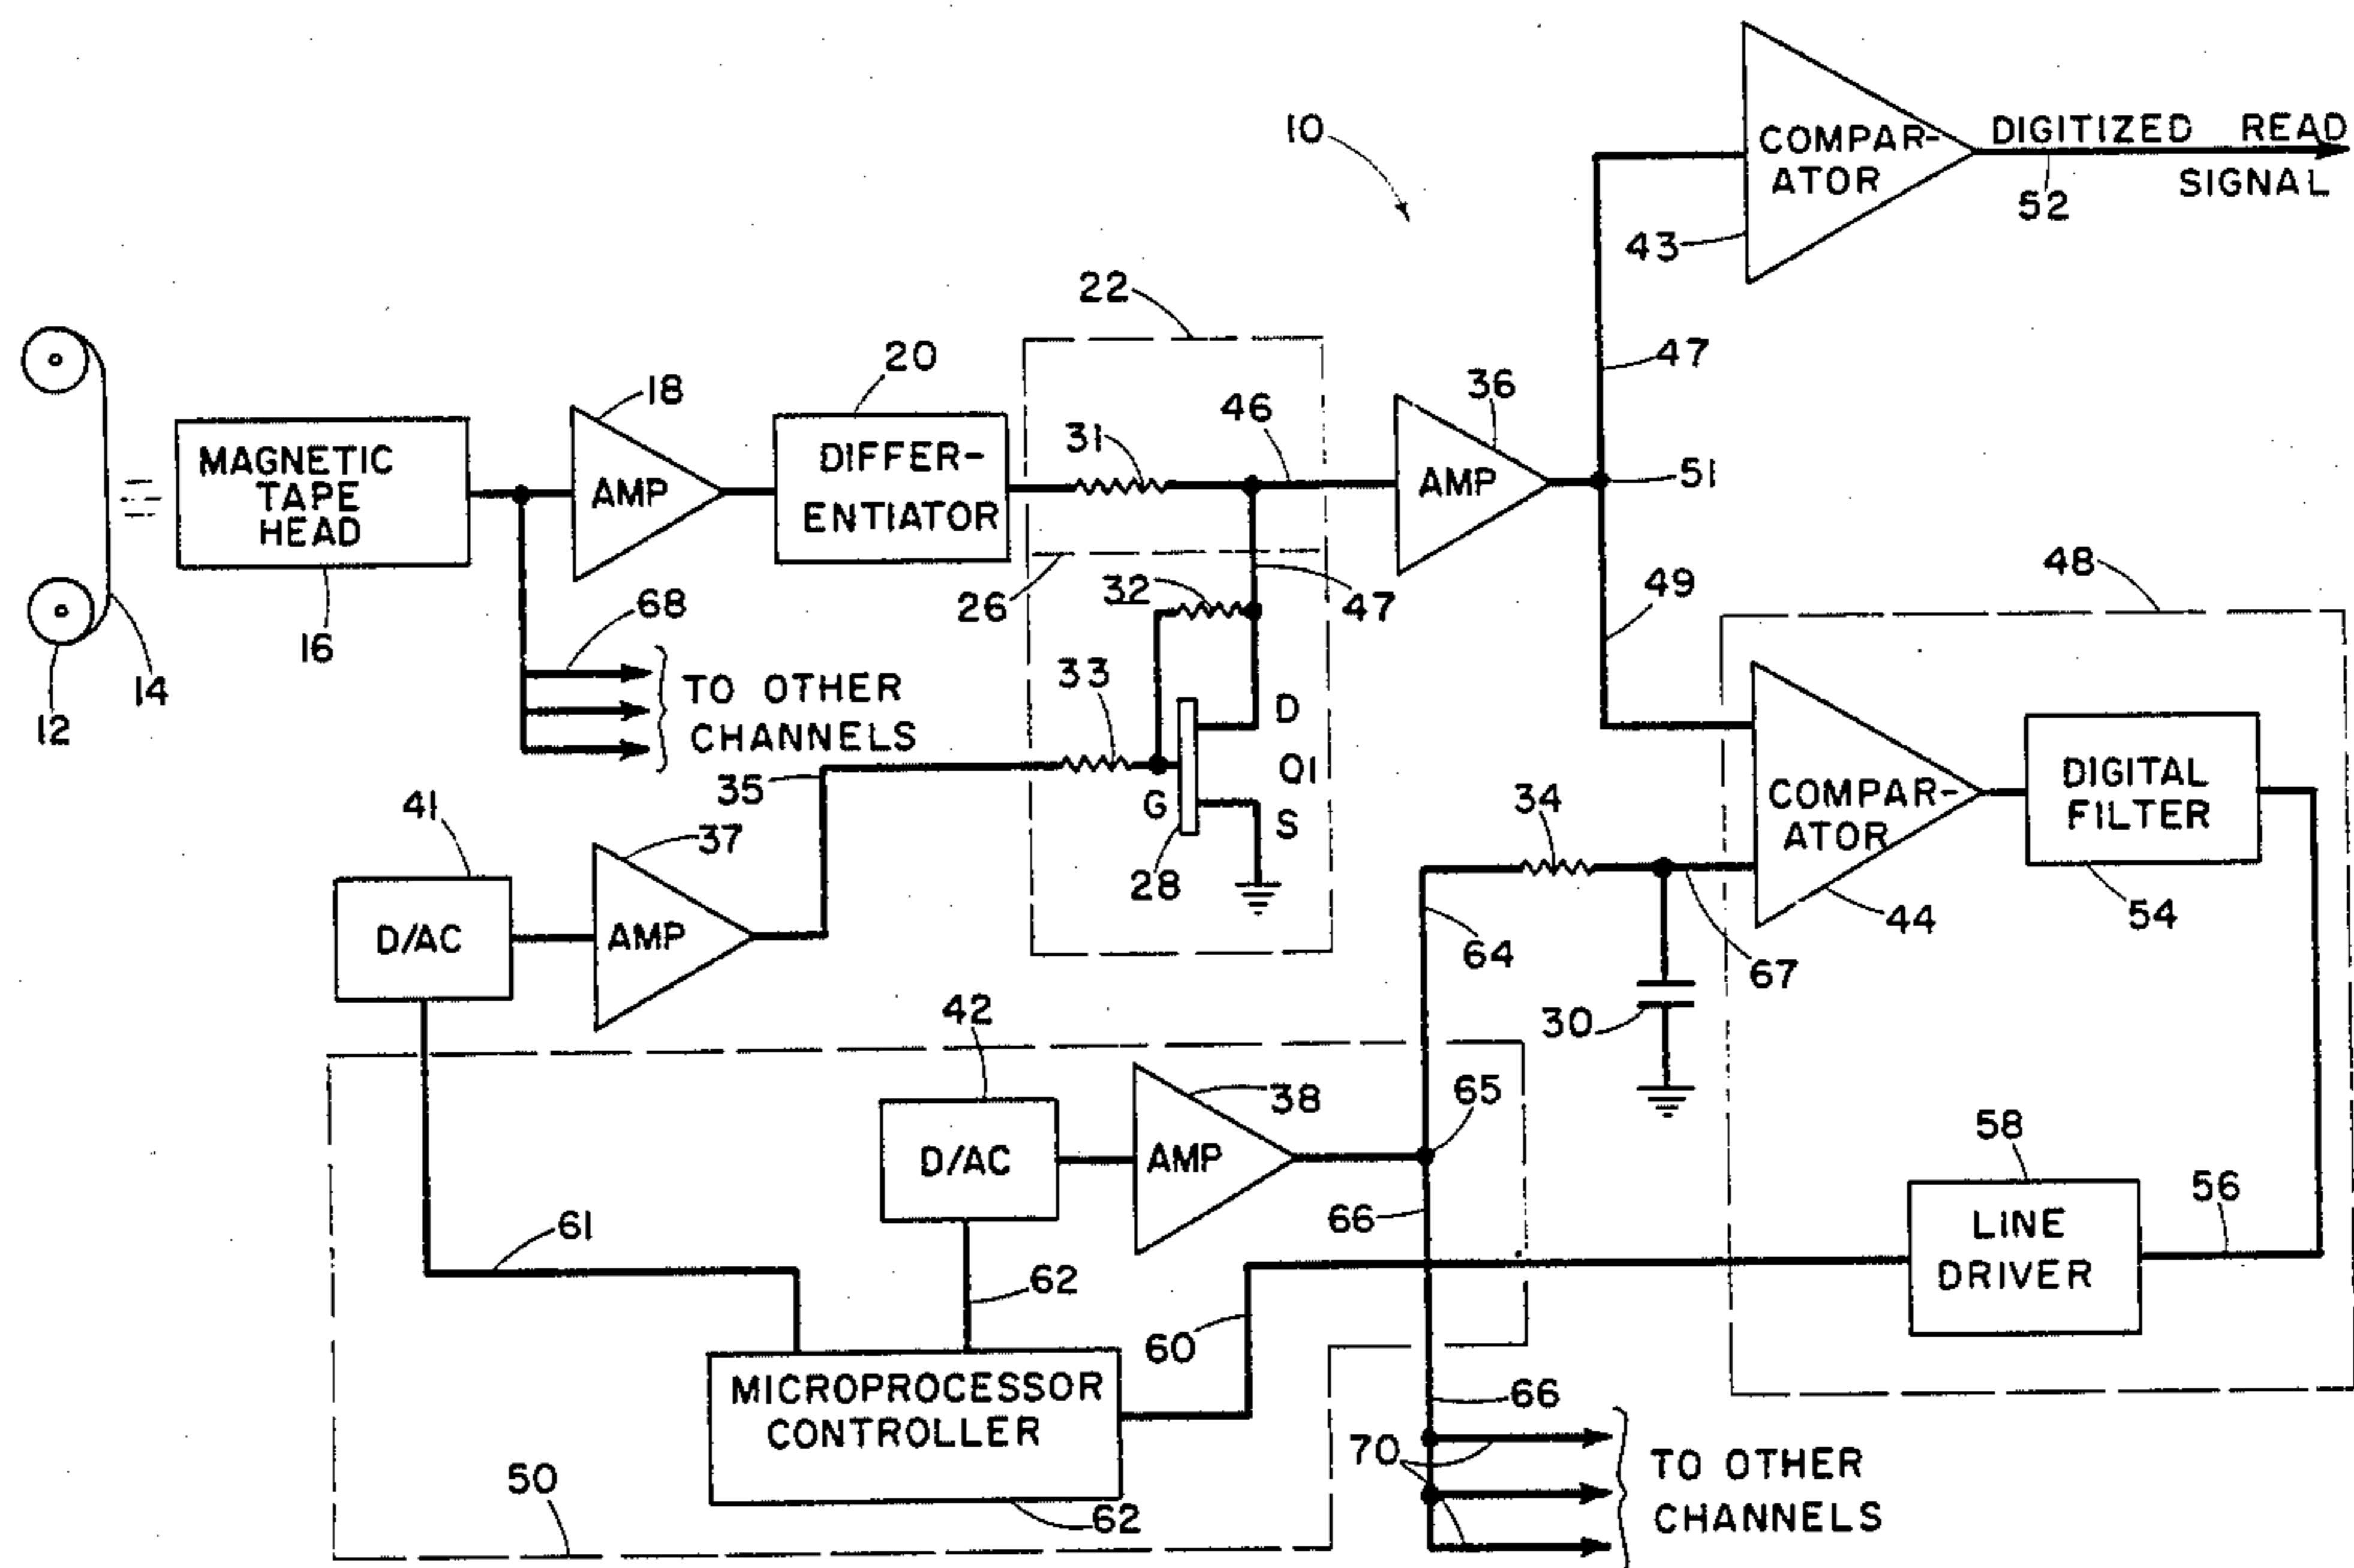 10
COMPAR-
ATOR
DIGITIZED READ
SIGNAL
52
43
22
47
20
18
36
46
31
MAGNETIC
TAPE
HEAD
AMP
DIFFER-
ENTIATOR
AMP
51
26
32
47
49
48
16
14
12
68
TO OTHER
CHANNELS
33
D
Q1
G
S
28
35
34
COMPAR-
ATOR
DIGITAL
FILTER
44
54
41
37
D/AC
AMP
64
67
30
42
38
65
D/AC
AMP
58
LINE
DRIVER
56
61
62
66
60
MICROPROCESSOR
CONTROLLER
62
50
66
70
TO OTHER
CHANNELS